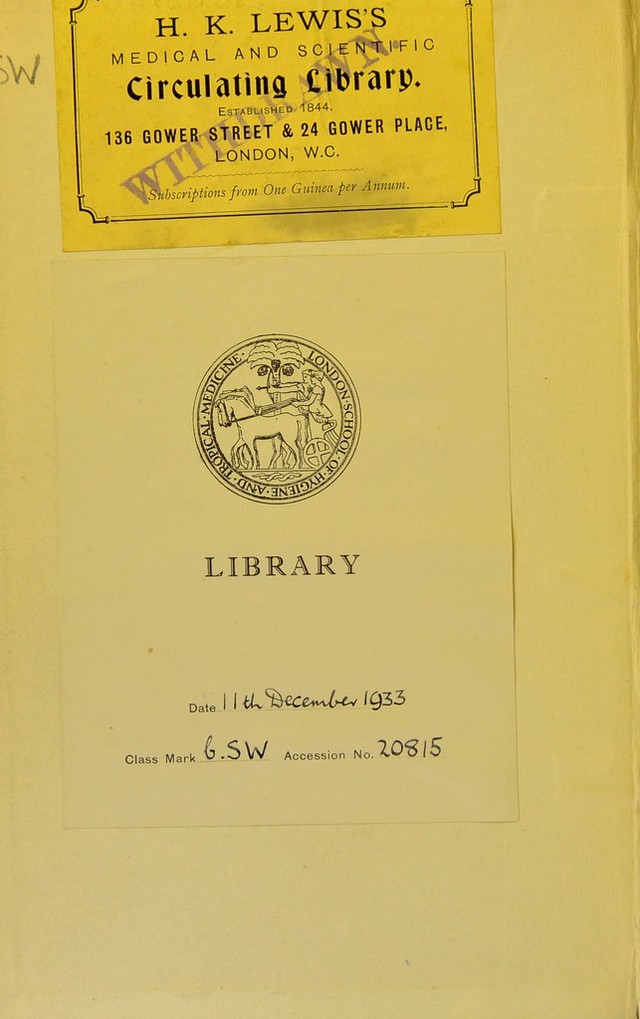 SW
H. K. LEWIS'S
MEDICAL AND SCIENTIFIC
Circulating Library.
ESTABLISHED 1844.
136 GOWER STREET & 24 GOWER PLACE,
LONDON, W.C.
Subscriptions from One Guinea per Annum.
WITHDRAWN.
LONDON·SCHOOL·OF·HYGIENE·AND·TROPICAL·MEDICINE·
LIBRARY
Date 11th December 1933
Class Mark G.SW Accession No. 20815